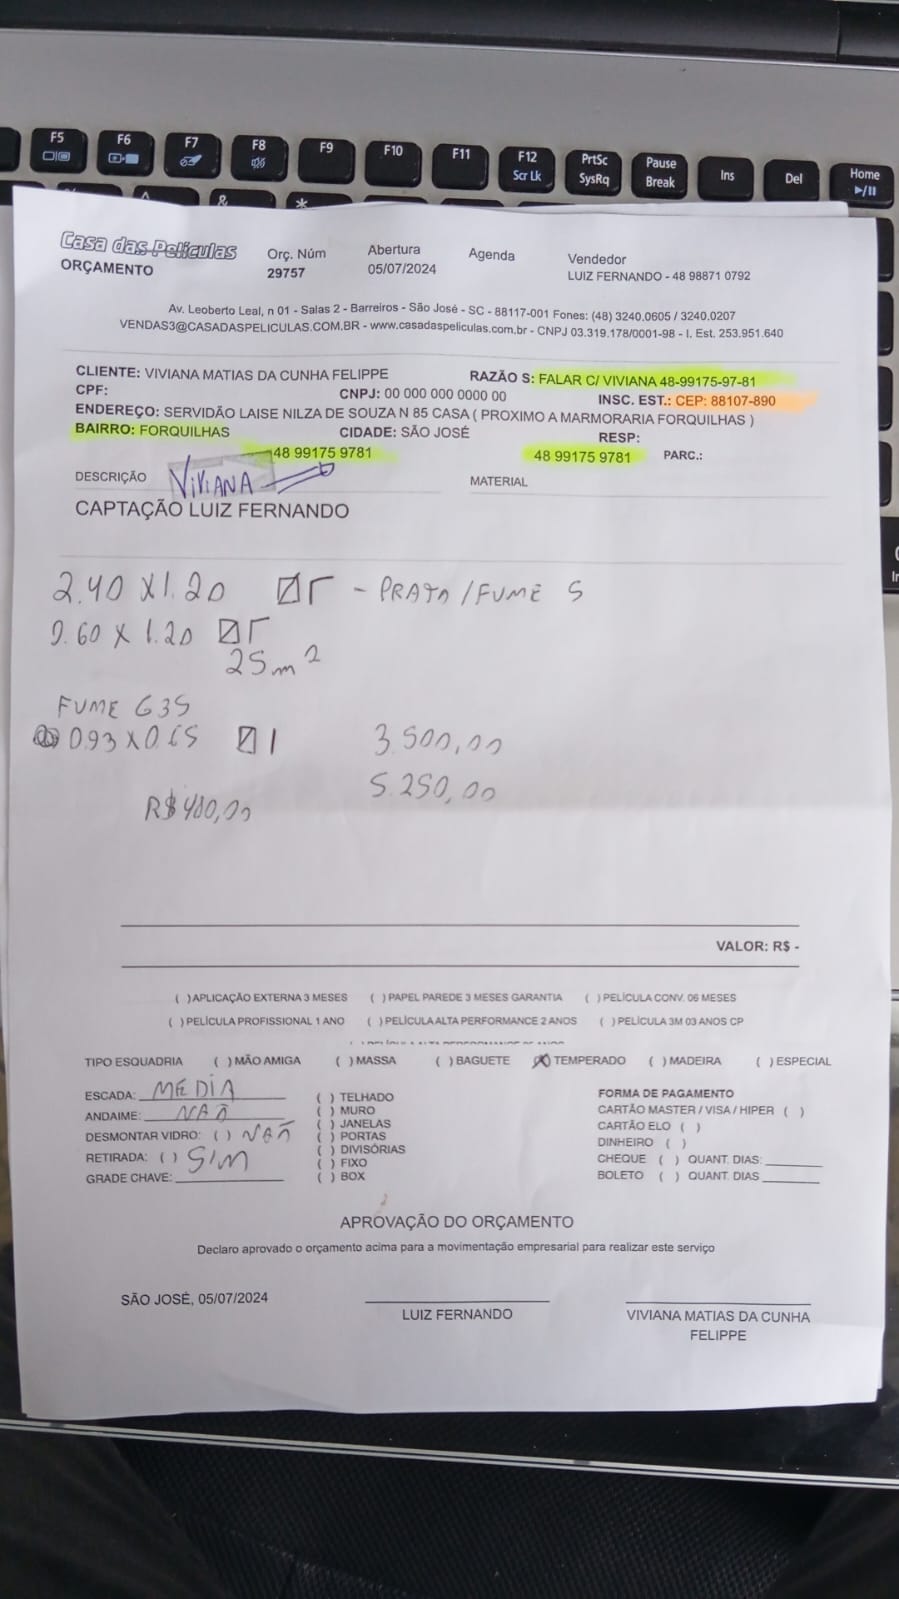 F5 F6 F7 F8 F9 F10 F11 F12 PrtSc Pause Ins Del Home
Scr Lk SysRq Break
& *
Casa das Películas Orç. Núm Abertura Agenda Vendedor
ORÇAMENTO 29757 05/07/2024 LUIZ FERNANDO - 48 98871 0792
Av. Leoberto Leal, n 01 - Salas 2 - Barreiros - São José - SC - 88117-001 Fones: (48) 3240.0605 / 3240.0207
VENDAS3@CASADASPELICULAS.COM.BR - www.casadaspeliculas.com.br - CNPJ 03.319.178/0001-98 - I. Est. 253.951.640
CLIENTE: VIVIANA MATIAS DA CUNHA FELIPPE RAZÃO S: FALAR C/ VIVIANA 48-99175-97-81
CPF: CNPJ: 00 000 000 0000 00 INSC. EST.: CEP: 88107-890
ENDEREÇO: SERVIDÃO LAISE NILZA DE SOUZA N 85 CASA ( PROXIMO A MARMORARIA FORQUILHAS )
BAIRRO: FORQUILHAS CIDADE: SÃO JOSÉ RESP:
48 99175 9781 48 99175 9781 PARC.:
DESCRIÇÃO VIVIANA MATERIAL
CAPTAÇÃO LUIZ FERNANDO
2.40 X 1.20 - PRATA / FUME 5
0.60 X 1.20
25m²
FUME G35
0.93 X 0.65 1 3.500,00
5.250,00
R$ 480,00
VALOR: R$ -
( ) APLICAÇÃO EXTERNA 3 MESES ( ) PAPEL PAREDE 3 MESES GARANTIA ( ) PELÍCULA CONV. 06 MESES
( ) PELÍCULA PROFISSIONAL 1 ANO ( ) PELÍCULA ALTA PERFORMANCE 2 ANOS ( ) PELÍCULA 3M 03 ANOS CP
TIPO ESQUADRIA ( ) MÃO AMIGA ( ) MASSA ( ) BAGUETE (X) TEMPERADO ( ) MADEIRA ( ) ESPECIAL
ESCADA: MEDIA ( ) TELHADO FORMA DE PAGAMENTO
ANDAIME: NAÕ ( ) MURO CARTÃO MASTER / VISA / HIPER ( )
( ) JANELAS CARTÃO ELO ( )
DESMONTAR VIDRO: ( ) NAÕ ( ) PORTAS DINHEIRO ( )
RETIRADA: ( ) SIM ( ) DIVISÓRIAS CHEQUE ( ) QUANT. DIAS:
( ) FIXO
GRADE CHAVE: ( ) BOX BOLETO ( ) QUANT. DIAS
APROVAÇÃO DO ORÇAMENTO
Declaro aprovado o orçamento acima para a movimentação empresarial para realizar este serviço
SÃO JOSÉ, 05/07/2024
LUIZ FERNANDO VIVIANA MATIAS DA CUNHA
FELIPPE